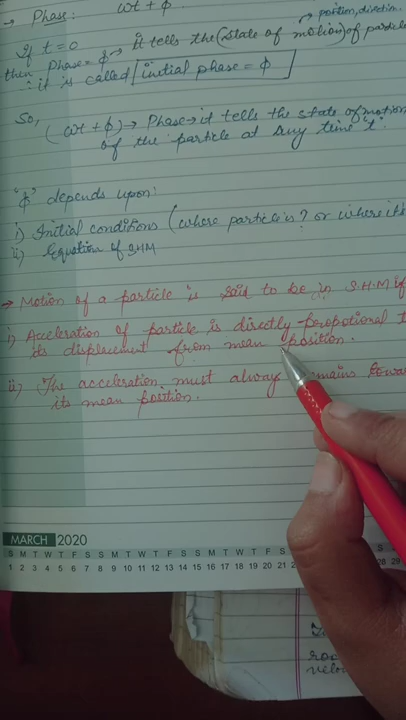 → Phase: ωt + ϕ
→ position, direction
If t = 0 → it tells the (state of
then Phase = ϕ motion) of particle
∴ it is called initial phase = ϕ
So,
(ωt + ϕ) → Phase → it tells the state of motion
of the particle at any time 't'.
'ϕ' depends upon:
i) Initial conditions (where particle is? or where it's
ii) Equation of SHM
→ Motion of a particle is said to be in S.H.M if
i) Acceleration of particle is directly propotional t
its displacement from mean position.
ii) The acceleration must always remains towar
its mean position.
MARCH 2020
S M T W T F S S M T W T F S S M T W T F S S S
1 2 3 4 5 6 7 8 9 10 11 12 13 14 15 16 17 18 19 20 21 2 28 29